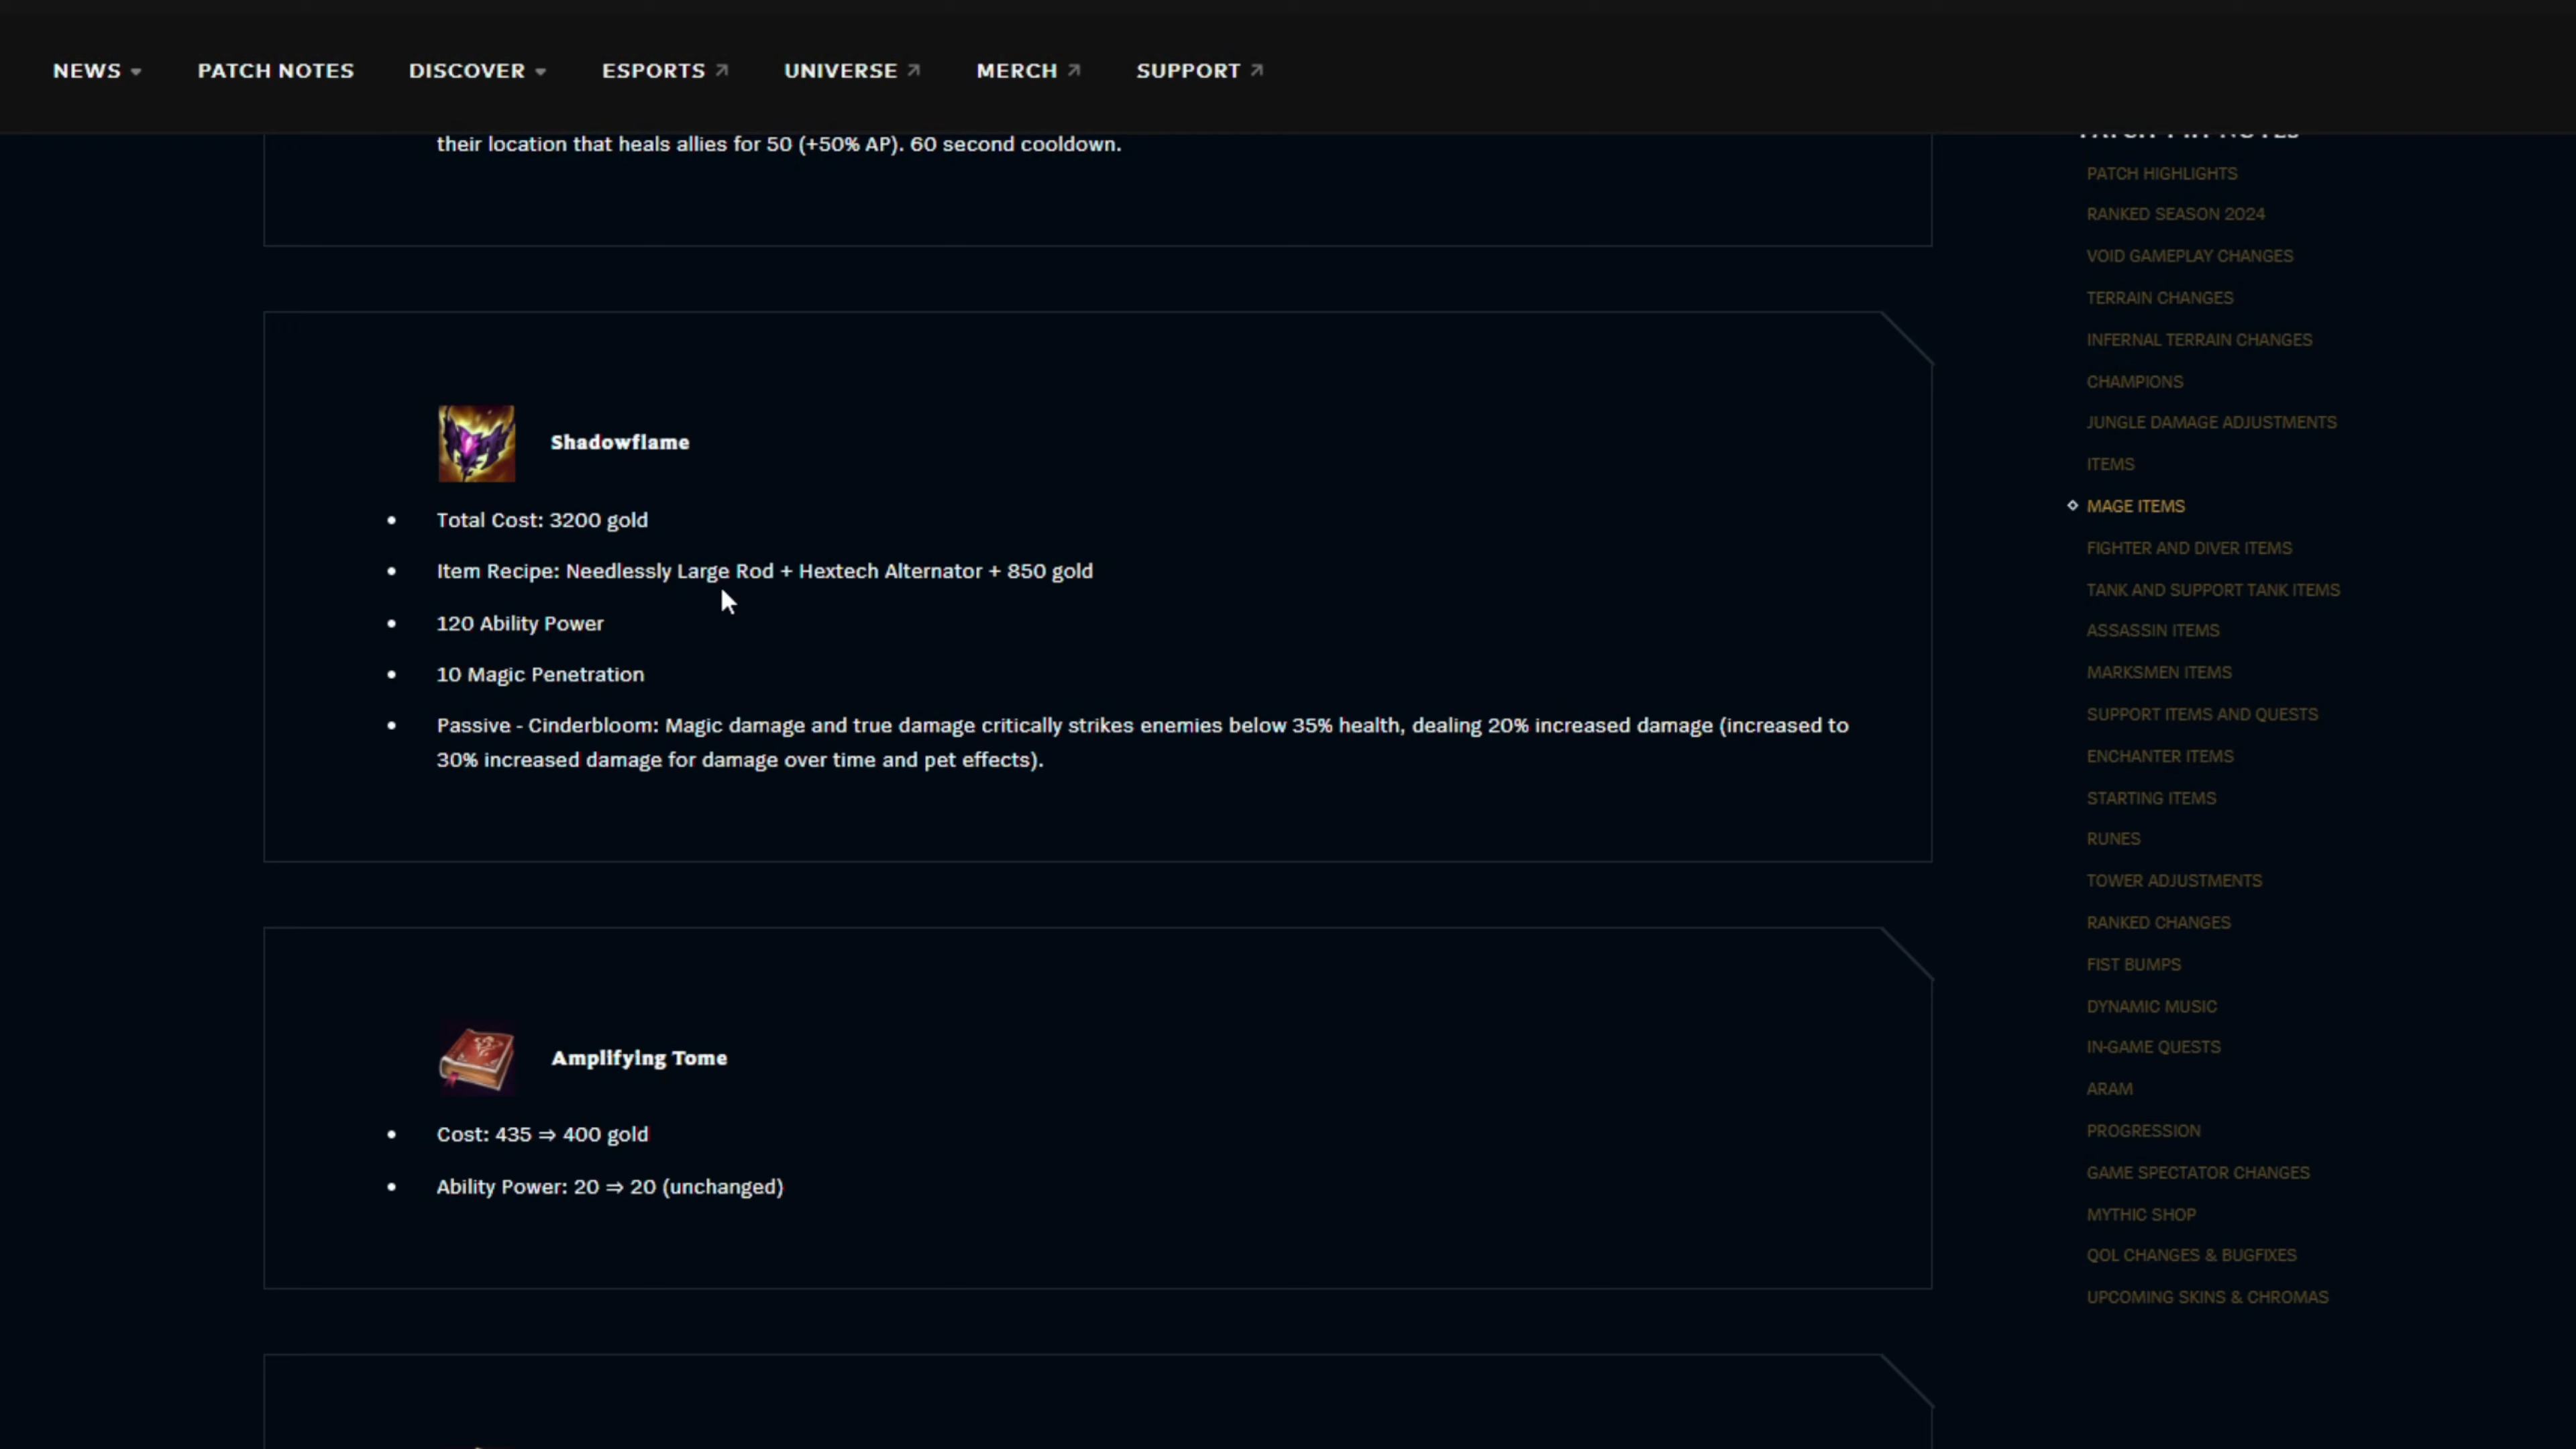 NEWS PATCH NOTES DISCOVER ESPORTS UNIVERSE MERCH SUPPORT
their location that heals allies for 50 (+50% AP). 60 second cooldown.
Shadowflame
• Total Cost: 3200 gold
• Item Recipe: Needlessly Large Rod + Hextech Alternator + 850 gold
• 120 Ability Power
• 10 Magic Penetration
• Passive - Cinderbloom: Magic damage and true damage critically strikes enemies below 35% health, dealing 20% increased damage (increased to
30% increased damage for damage over time and pet effects).
Amplifying Tome
• Cost: 435 ⇒ 400 gold
• Ability Power: 20 ⇒ 20 (unchanged)
NOTES
PATCH HIGHLIGHTS
RANKED SEASON 2024
VOID GAMEPLAY CHANGES
TERRAIN CHANGES
INFERNAL TERRAIN CHANGES
CHAMPIONS
JUNGLE DAMAGE ADJUSTMENTS
ITEMS
MAGE ITEMS
FIGHTER AND DIVER ITEMS
TANK AND SUPPORT TANK ITEMS
ASSASSIN ITEMS
MARKSMEN ITEMS
SUPPORT ITEMS AND QUESTS
ENCHANTER ITEMS
STARTING ITEMS
RUNES
TOWER ADJUSTMENTS
RANKED CHANGES
FIST BUMPS
DYNAMIC MUSIC
IN-GAME QUESTS
ARAM
PROGRESSION
GAME SPECTATOR CHANGES
MYTHIC SHOP
QOL CHANGES & BUGFIXES
UPCOMING SKINS & CHROMAS